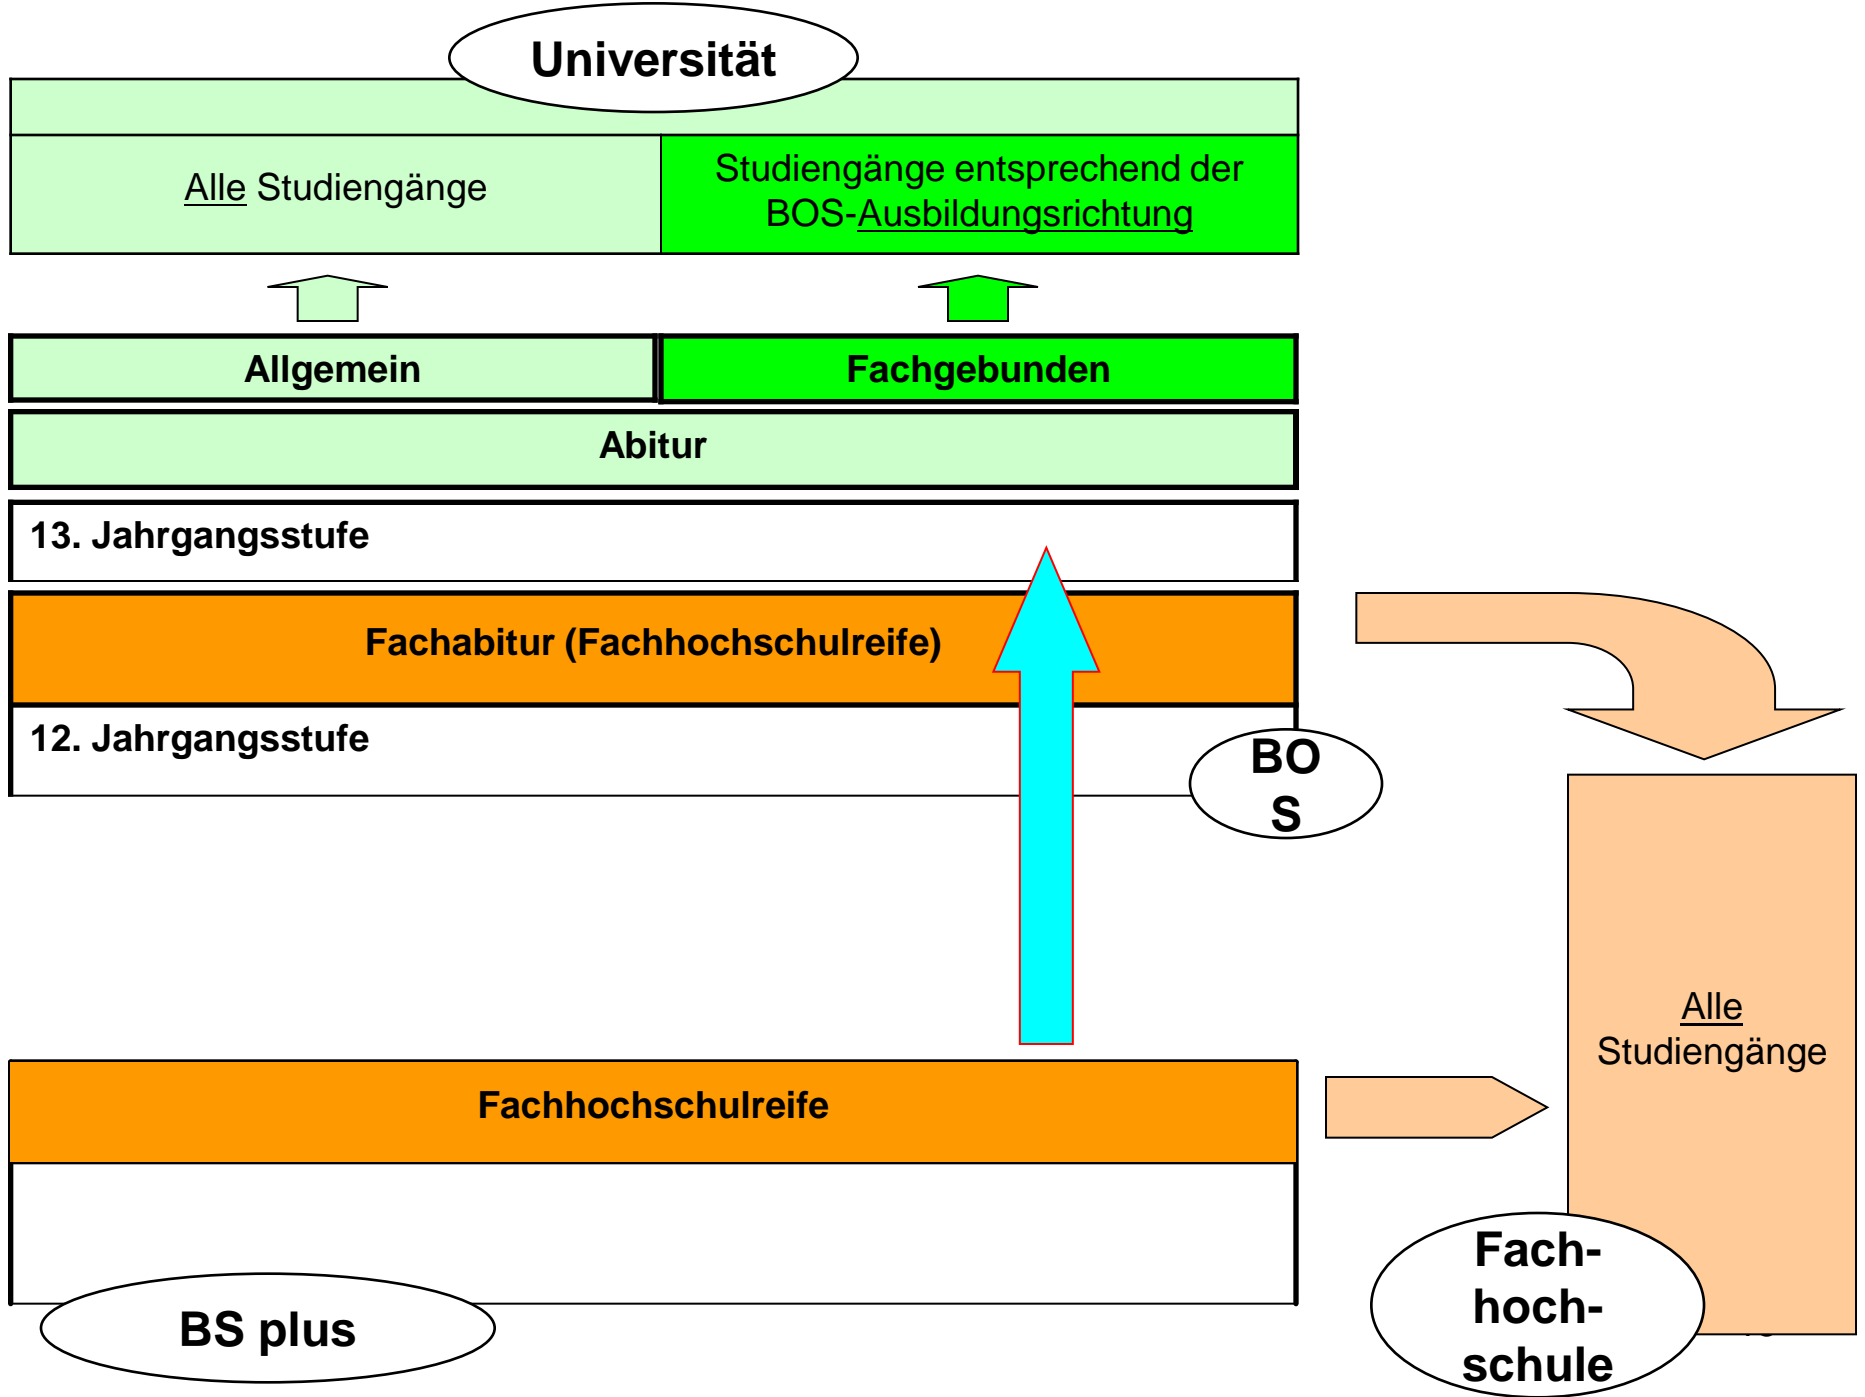 Universität
Alle Studiengänge
Studiengänge entsprechend der
BOS-Ausbildungsrichtung
Allgemein
Fachgebunden
Abitur
13. Jahrgangsstufe
Fachabitur (Fachhochschulreife)
12. Jahrgangsstufe
BO
S
Alle
Studiengänge
Fachhochschulreife
BS plus
Fach-
hoch-
schule